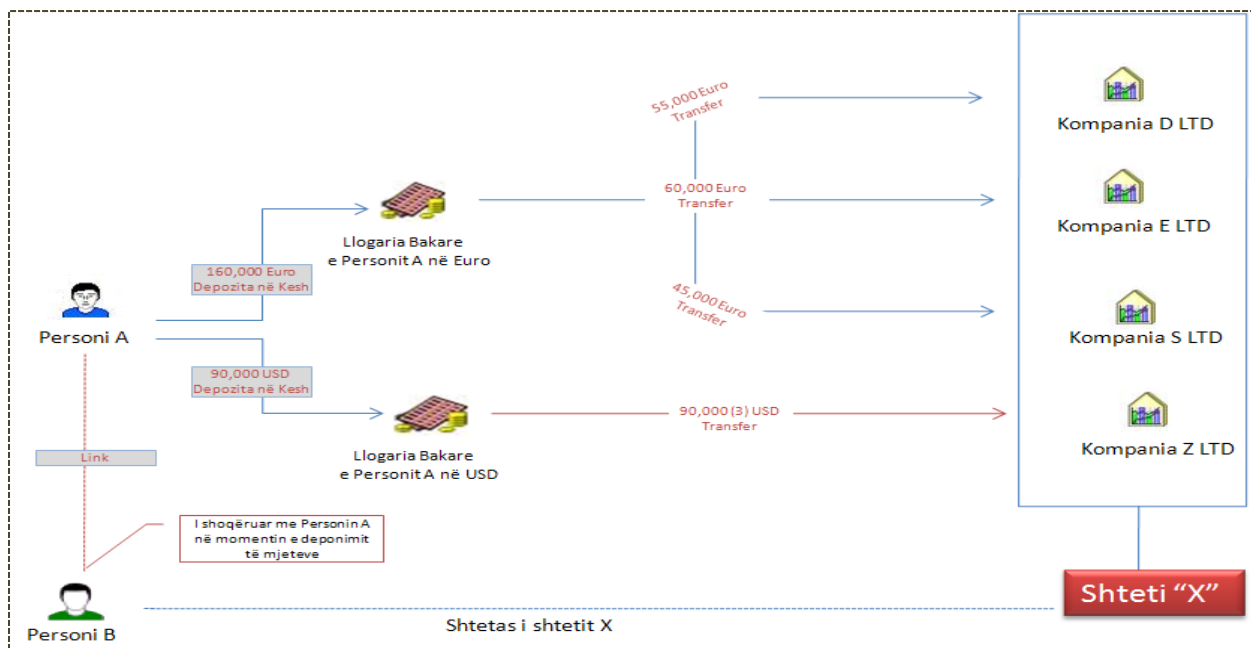 55,000 Euro
Transfer
Kompania D LTD
60,000 Euro
Transfer
Kompania E LTD
Llogaria Bakare
e Personit A në Euro
160,000 Euro
Depozita në Kesh
45,000 Euro
Transfer
Personi A
Kompania S LTD
90,000 USD
Depozita në Kesh
90,000 (3) USD
Transfer
Llogaria Bakare
e Personit A në USD
Kompania Z LTD
Link
I shoqëruar me Personin A
në momentin e deponimit
të mjeteve
Shteti “X”
Personi B
Shtetas i shtetit X